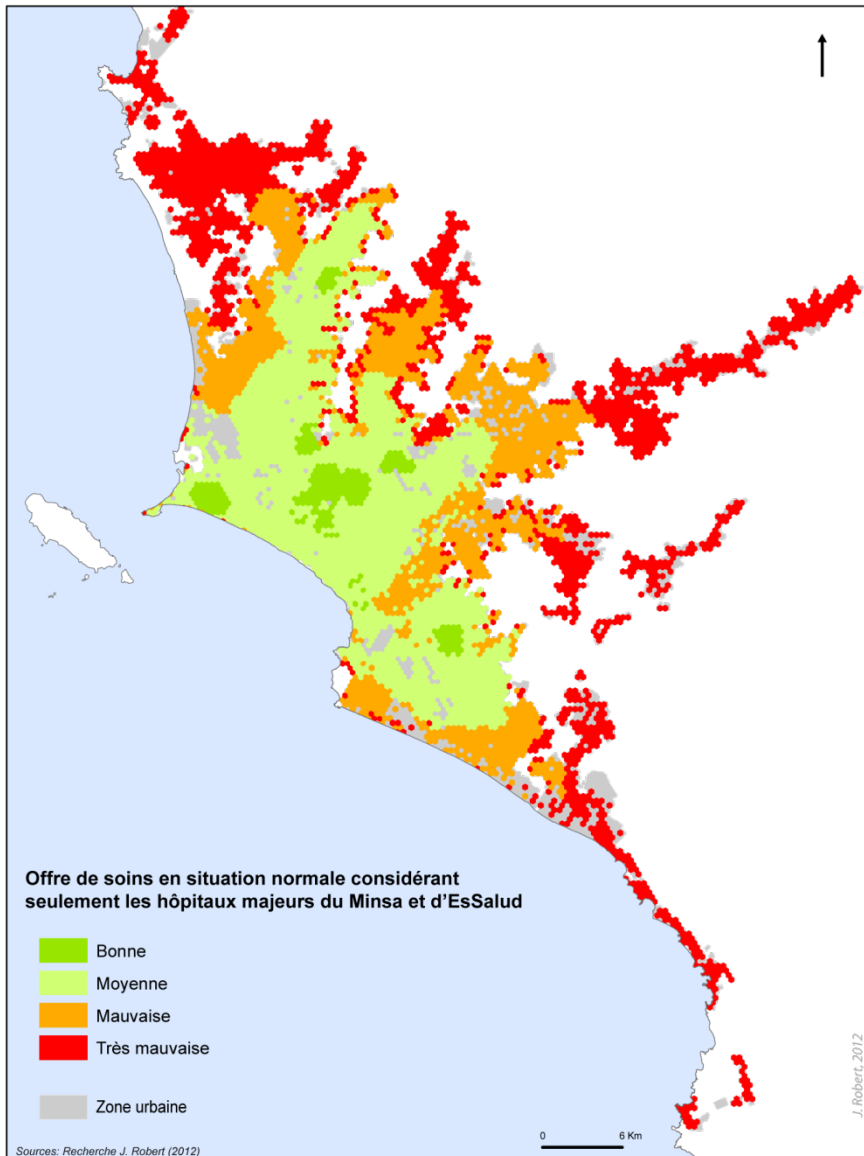 Offre de soins en situation normale considérant
seulement les hôpitaux majeurs du Minsa et d'EsSalud
Bonne
Moyenne
Mauvaise
Très mauvaise
Zone urbaine
0 6 Km
Sources: Recherche J. Robert (2012)
J. Robert, 2012